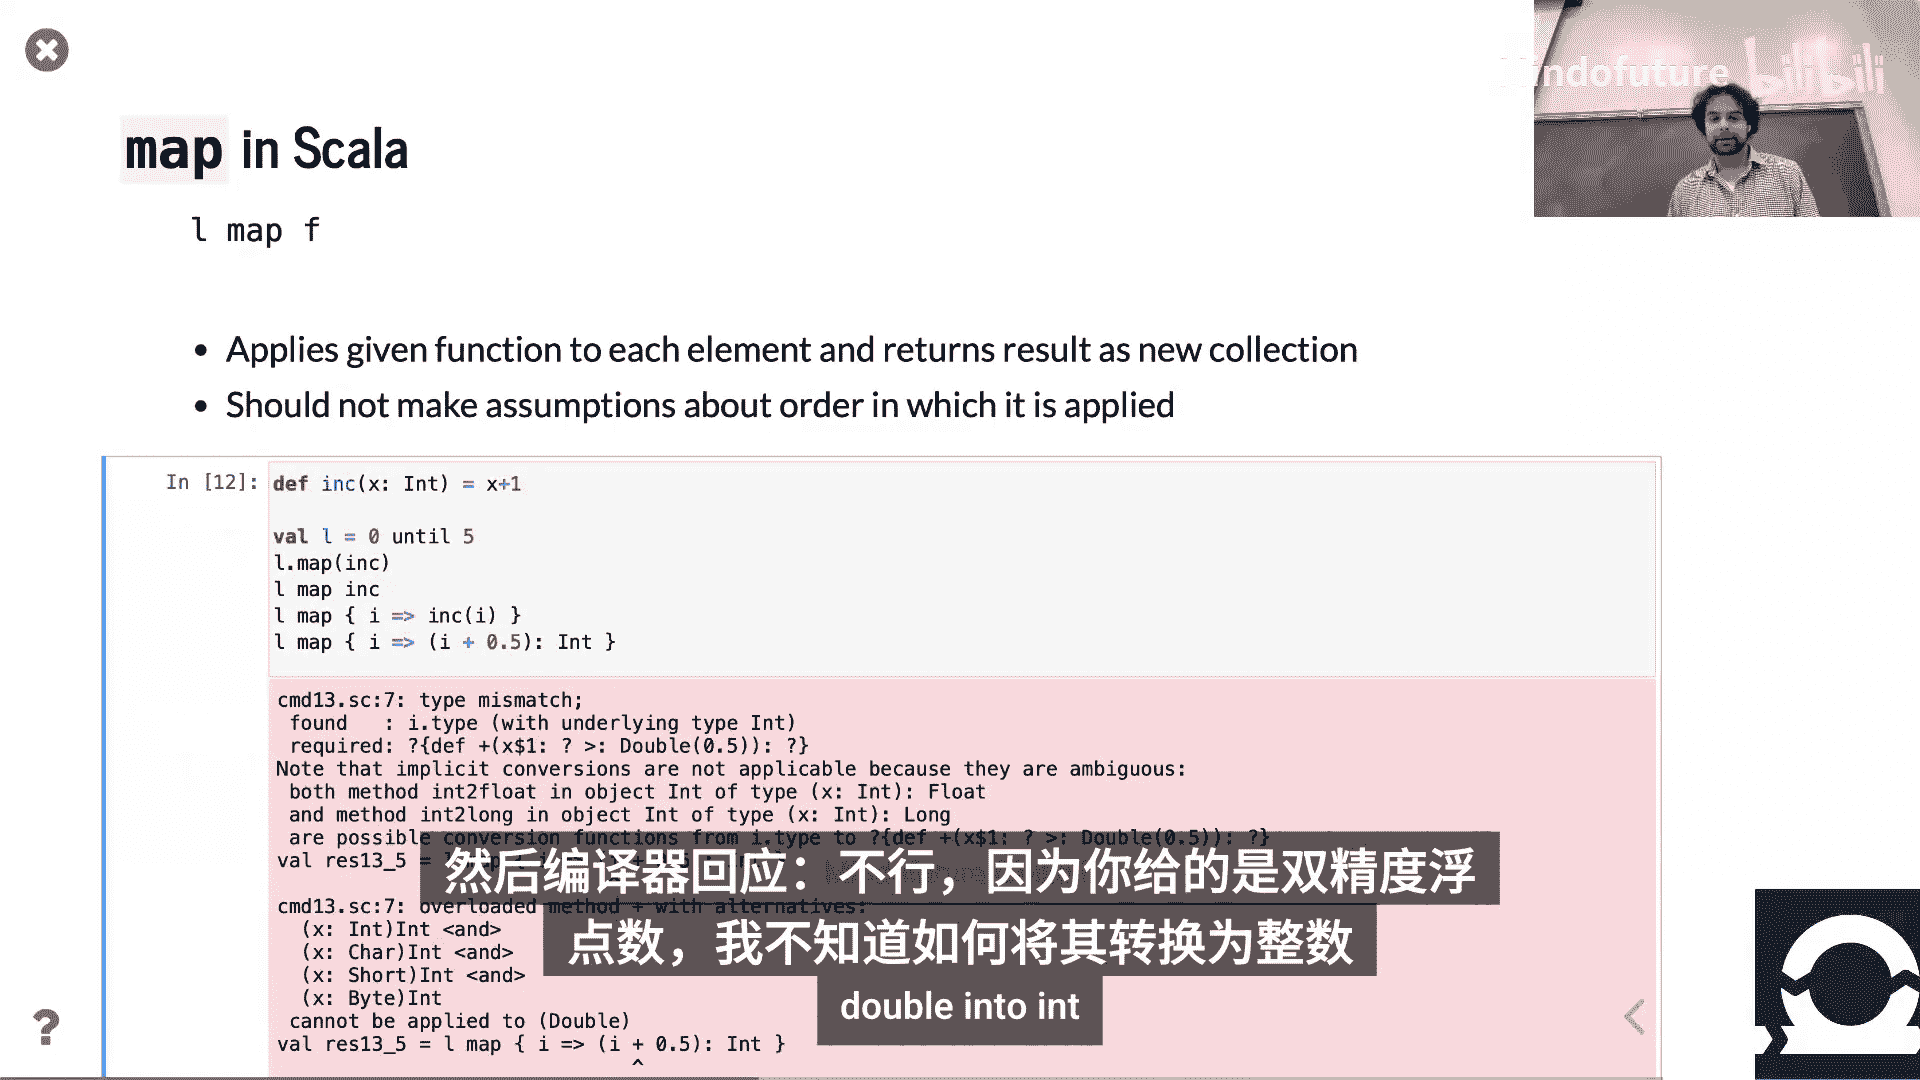 ndofuture bilibili
map in Scala
l map f
• Applies given function to each element and returns result as new collection
• Should not make assumptions about order in which it is applied
In [12]: def inc(x: Int) = x+1
val l = 0 until 5
l.map(inc)
l map inc
l map { i => inc(i) }
l map { i => (i + 0.5): Int }
cmd13.sc:7: type mismatch;
found   : i.type (with underlying type Int)
required: ?{def +(x$1: ? >: Double(0.5)): ?}
Note that implicit conversions are not applicable because they are ambiguous:
both method int2float in object Int of type (x: Int): Float
and method int2long in object Int of type (x: Int): Long
are possible conversion functions from i.type to ?{def +(x$1: ? >: Double(0.5)): ?}
val res13_5 =
然后编译器回应：不行，因为你给的是双精度浮
cmd13.sc:7: overloaded method + with alternatives:
(x: Int)Int <and>
点数，我不知道如何将其转换为整数
(x: Char)Int <and>
(x: Short)Int <and>
(x: Byte)Int
double into int
cannot be applied to (Double)
val res13_5 = l map { i => (i + 0.5): Int }
^
?